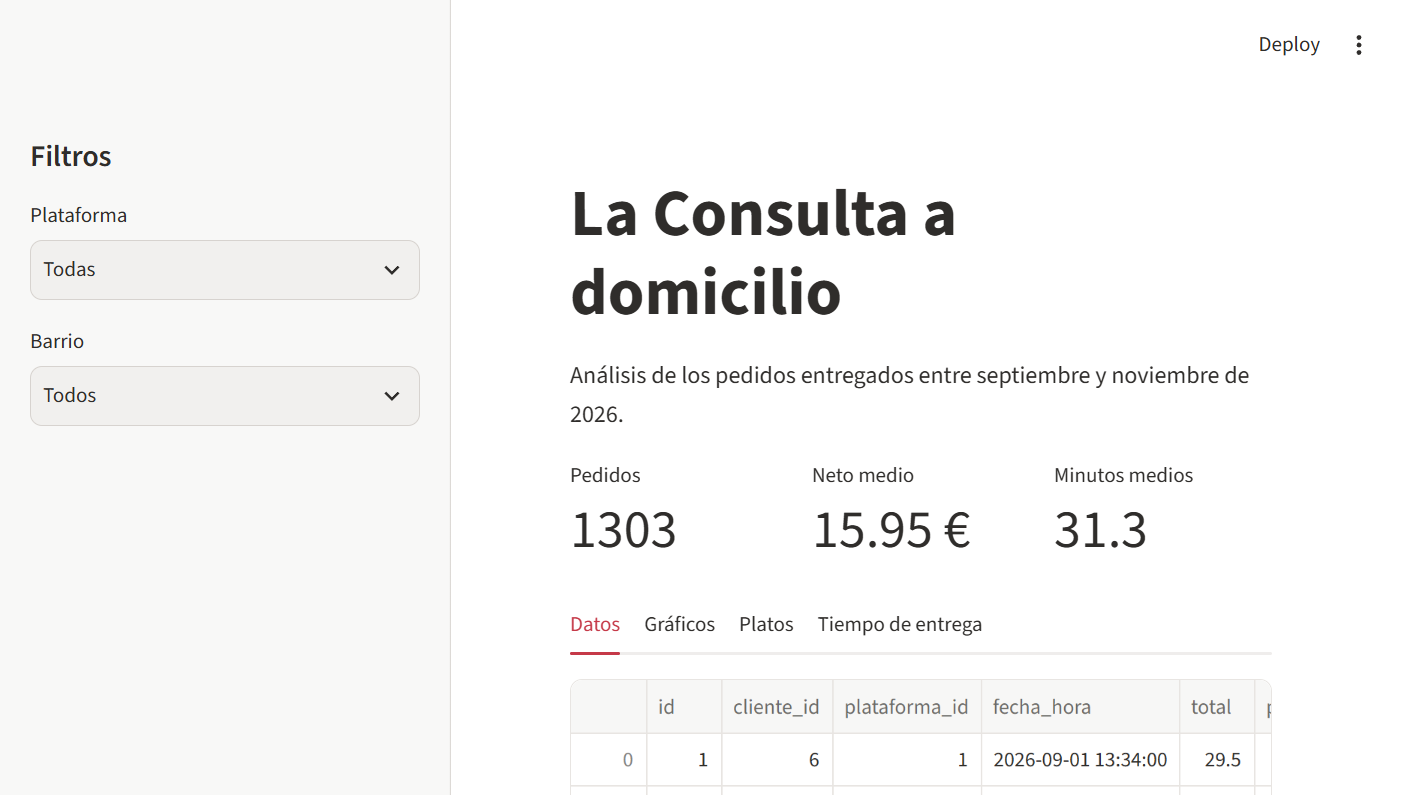 Deploy
Filtros
Plataforma
Todas
Barrio
Todos
La Consulta a
domicilio
Análisis de los pedidos entregados entre septiembre y noviembre de
2026.
Pedidos Neto medio Minutos medios
1303 15.95 € 31.3
Datos Gráficos Platos Tiempo de entrega
id cliente_id plataforma_id fecha_hora total
0 1 6 1 2026-09-01 13:34:00 29.5